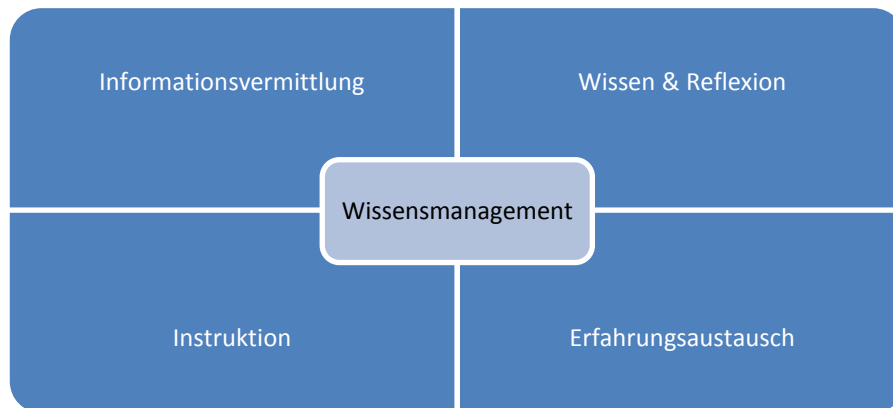 Informationsvermittlung
Wissen & Reflexion
Wissensmanagement
Instruktion
Erfahrungsaustausch